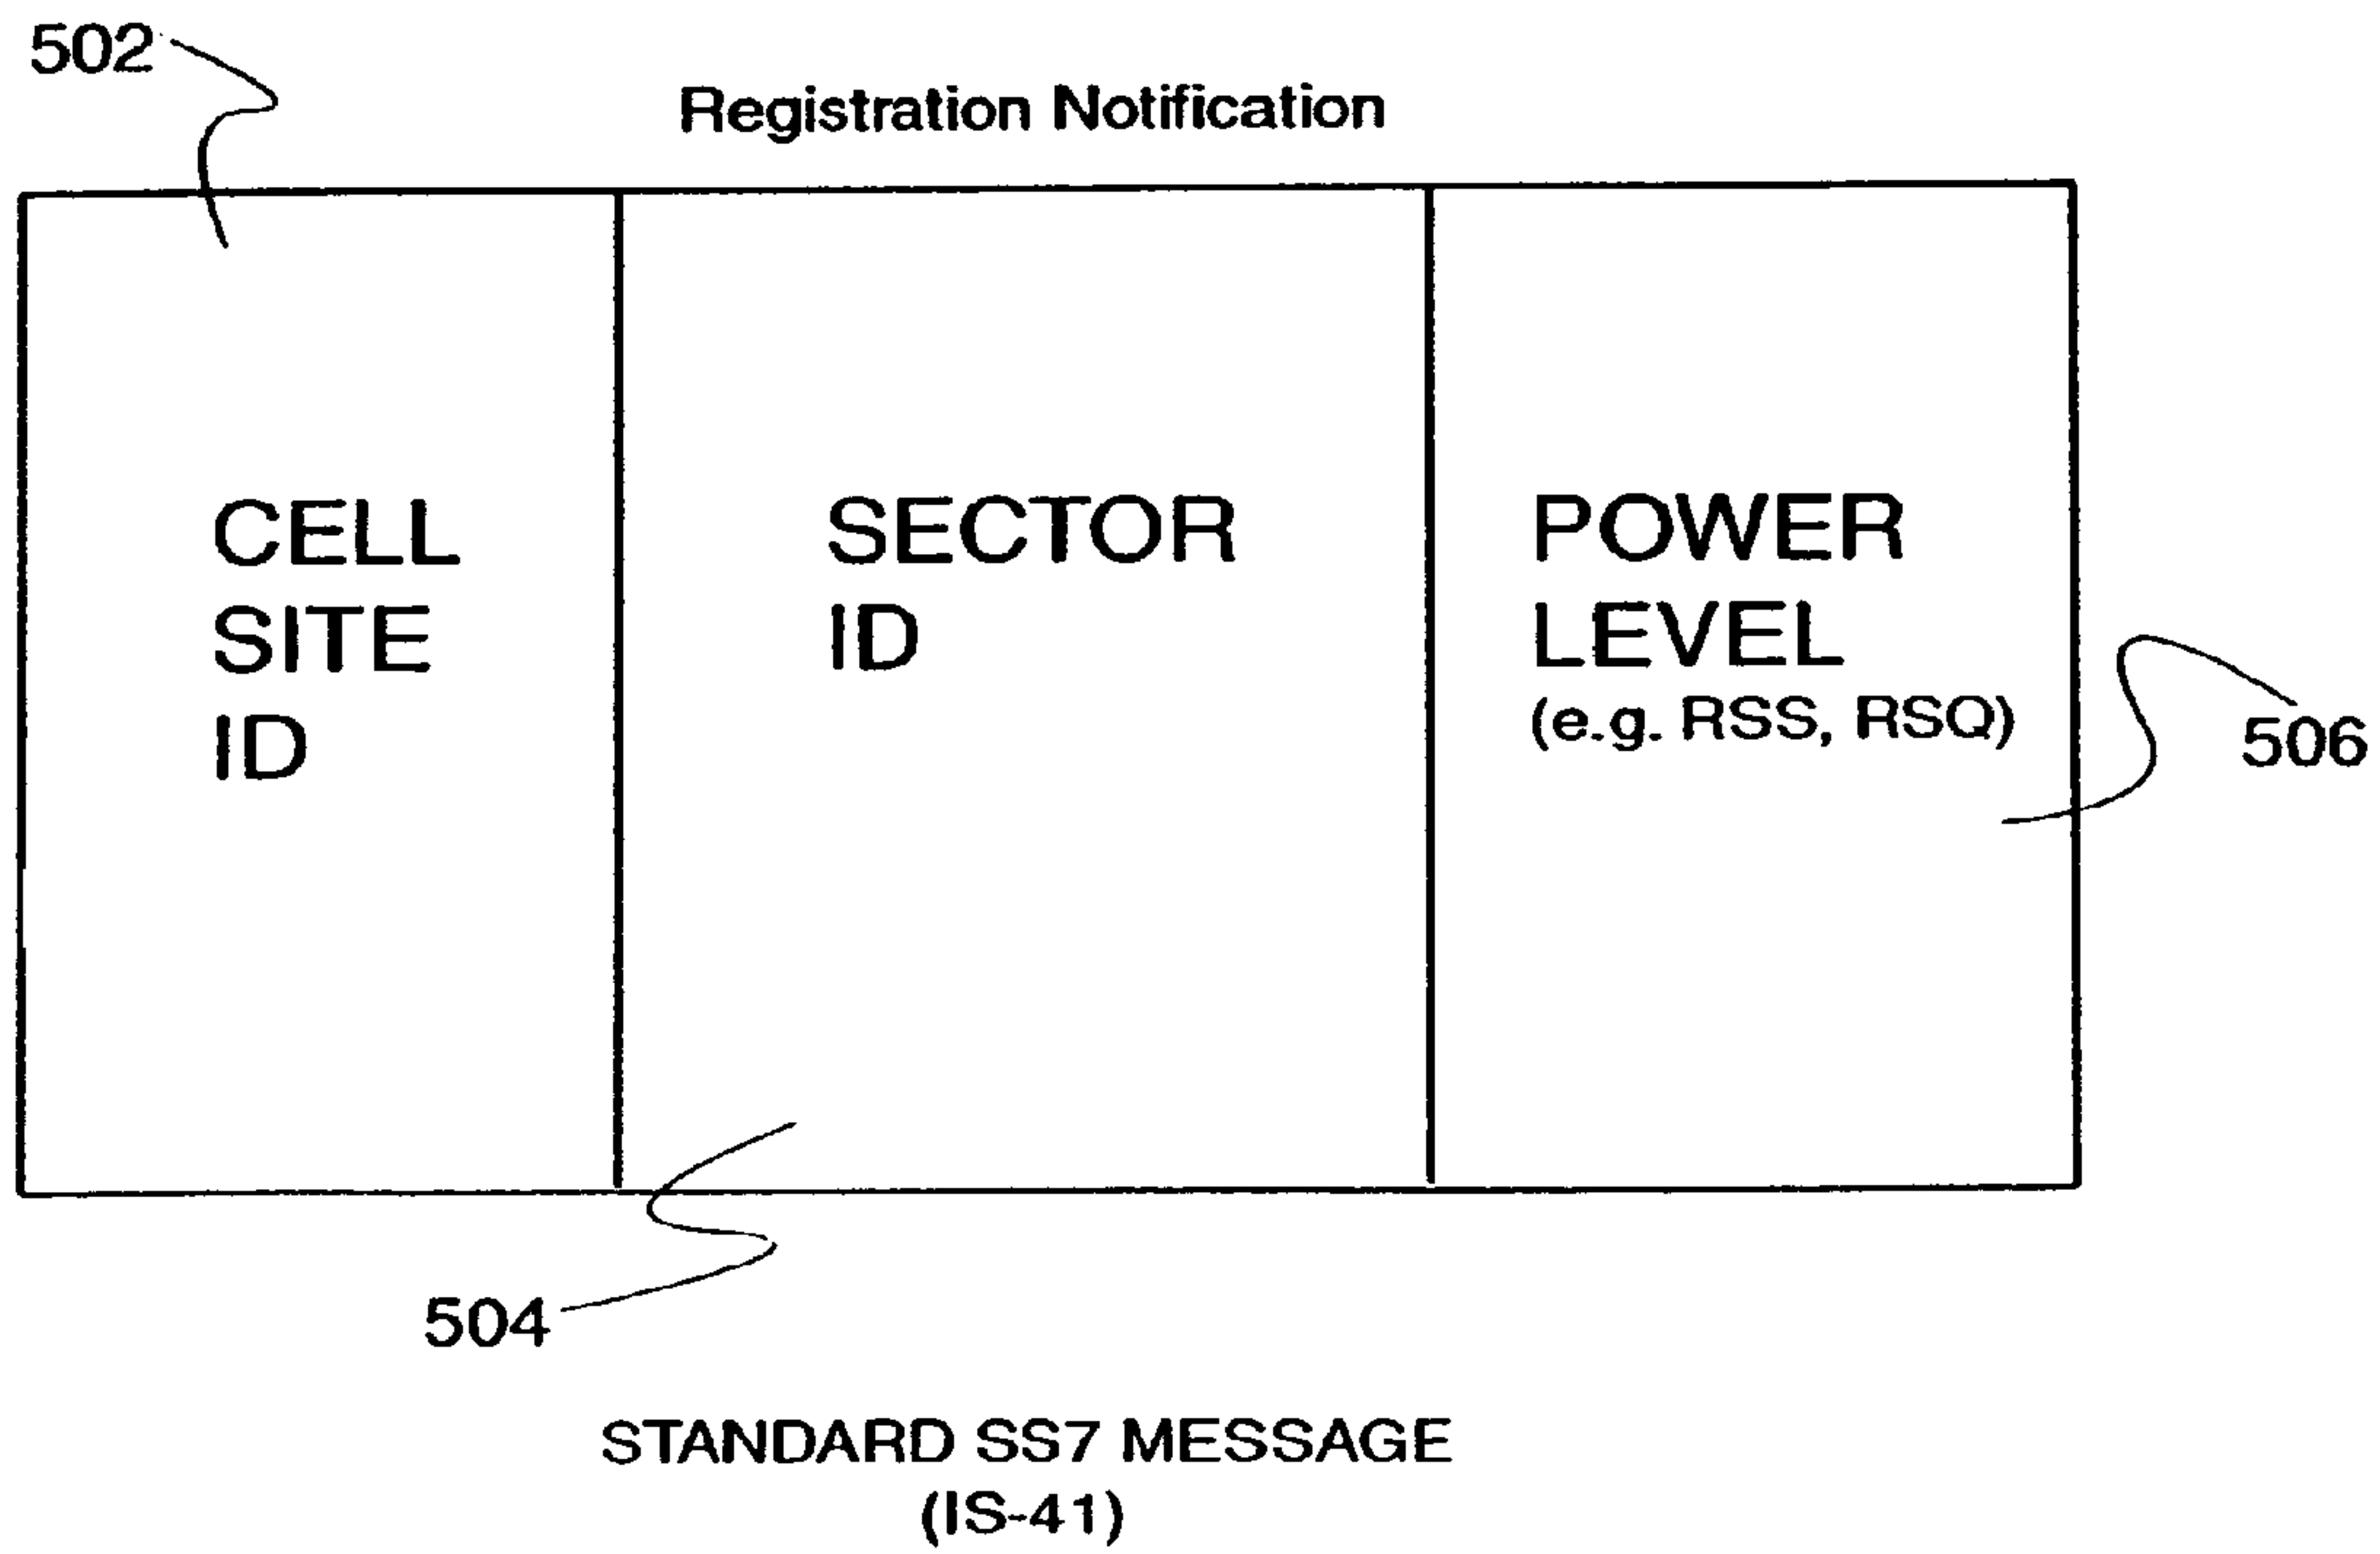 502
Registration Notification
CELL
SITE
ID
SECTOR
ID
POWER
LEVEL
(e.g. RSS, RSQ)
506
504
STANDARD SS7 MESSAGE
(IS-41)